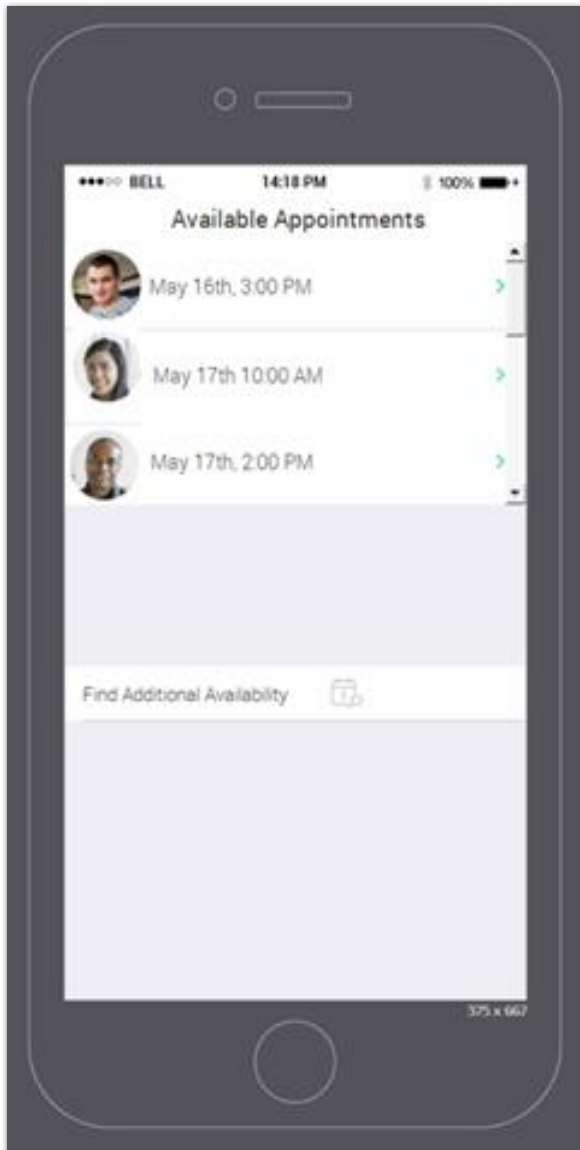 BELL 14:18 PM 100%
Available Appointments
May 16th, 3:00 PM
May 17th 10:00 AM
May 17th, 2:00 PM
Find Additional Availability
375 x 667